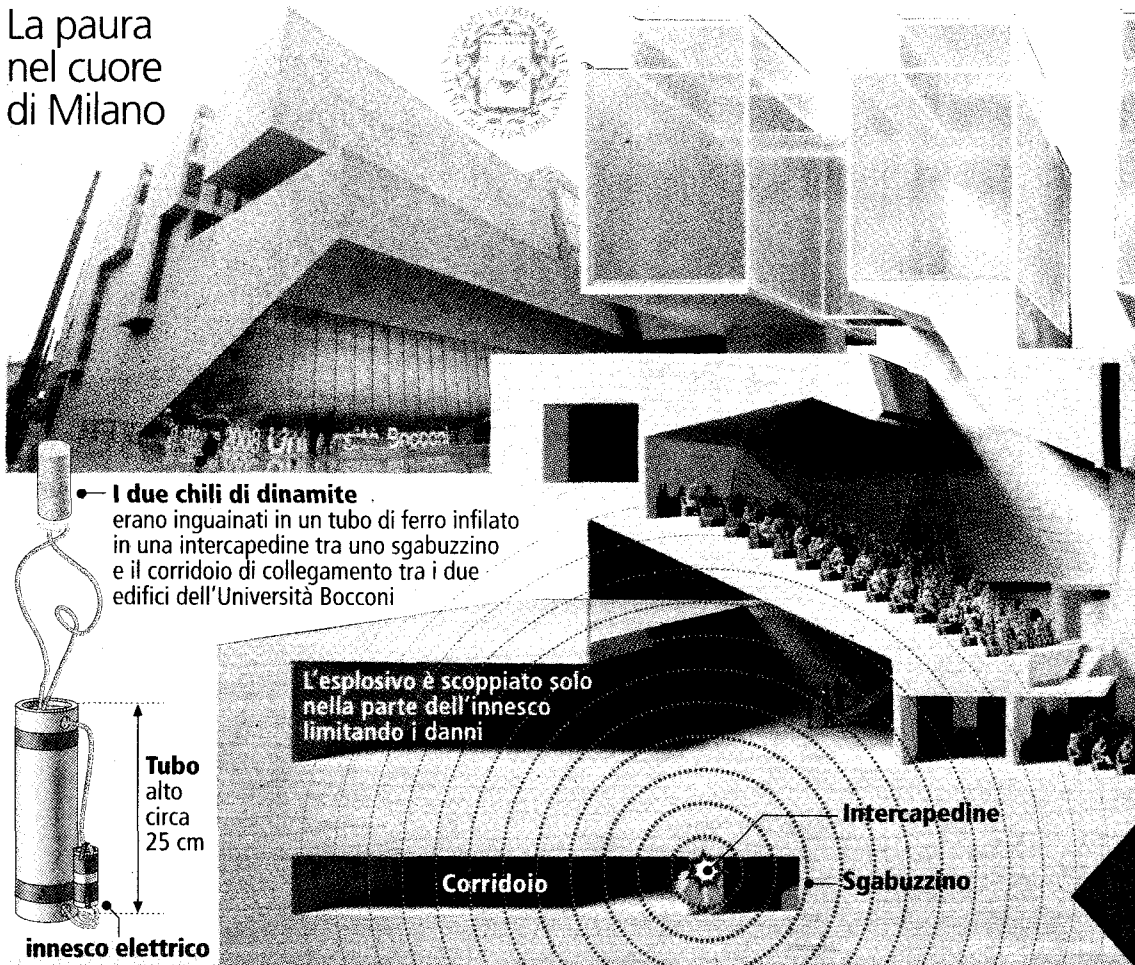 La paura
nel cuore
di Milano
I due chili di dinamite
erano inguainati in un tubo di ferro infilato
in una intercapedine tra uno sgabuzzino
e il corridoio di collegamento tra i due
edifici dell'Università Bocconi
L'esplosivo è scoppiato solo
nella parte dell'innesco
limitando i danni
Tubo
alto
circa
25 cm
innesco elettrico
Intercapedine
Corridoio
Sgabuzzino
Bocconi